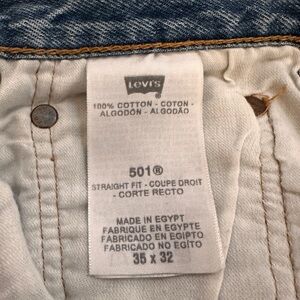 Levi's
100% COTTON - COTON -
ALGODÓN - ALGODÃO
501®
STRAIGHT FIT - COUPE DROIT
- CORTE RECTO
MADE IN EGYPT
FABRIQUE EN EGYPTE
FABRICADO EN EGIPTO
FABRICADO NO EGITO
35 x 32